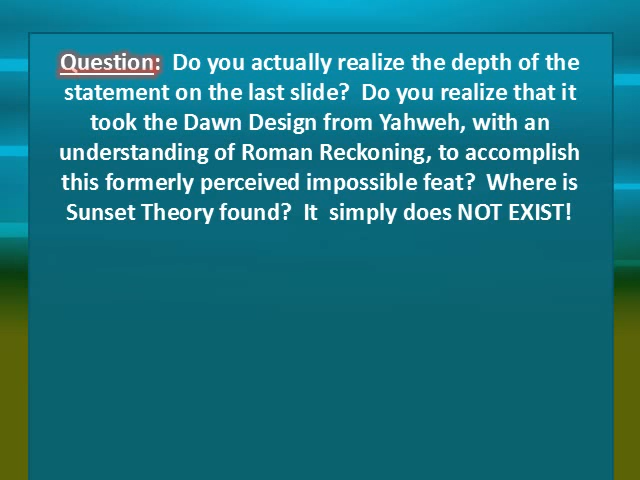 Question:  Do you actually realize the depth of the
statement on the last slide?  Do you realize that it
took the Dawn Design from Yahweh, with an
understanding of Roman Reckoning, to accomplish
this formerly perceived impossible feat?  Where is
Sunset Theory found?  It  simply does NOT EXIST!